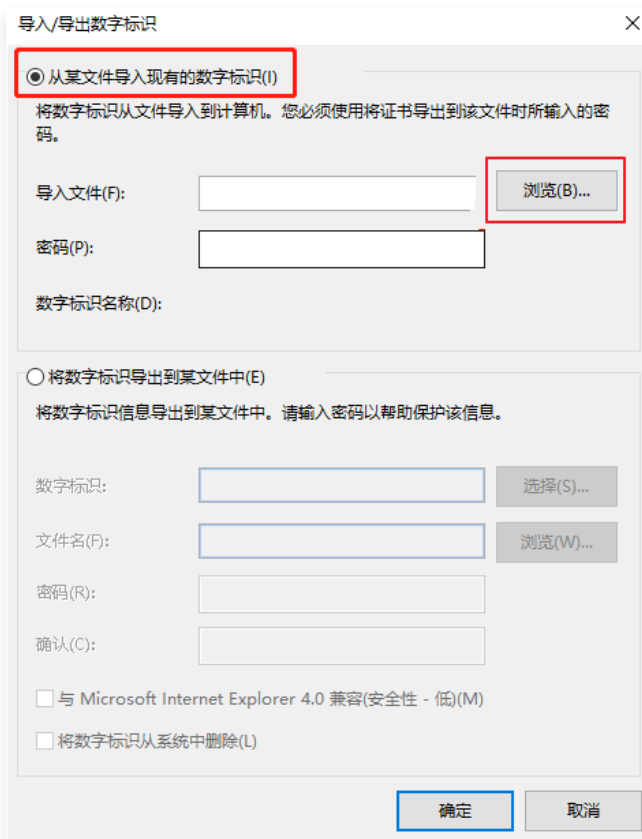 导入/导出数字标识
从某文件导入现有的数字标识(I)
将数字标识从文件导入到计算机。您必须使用将证书导出到该文件时所输入的密
码。
导入文件(F):
浏览(B)...
密码(P):
数字标识名称(D):
将数字标识导出到某文件中(E)
将数字标识信息导出到某文件中。请输入密码以帮助保护该信息。
数字标识:
选择(S)...
文件名(F):
浏览(W)...
密码(R):
确认(C):
与 Microsoft Internet Explorer 4.0 兼容(安全性 - 低)(M)
将数字标识从系统中删除(L)
确定
取消